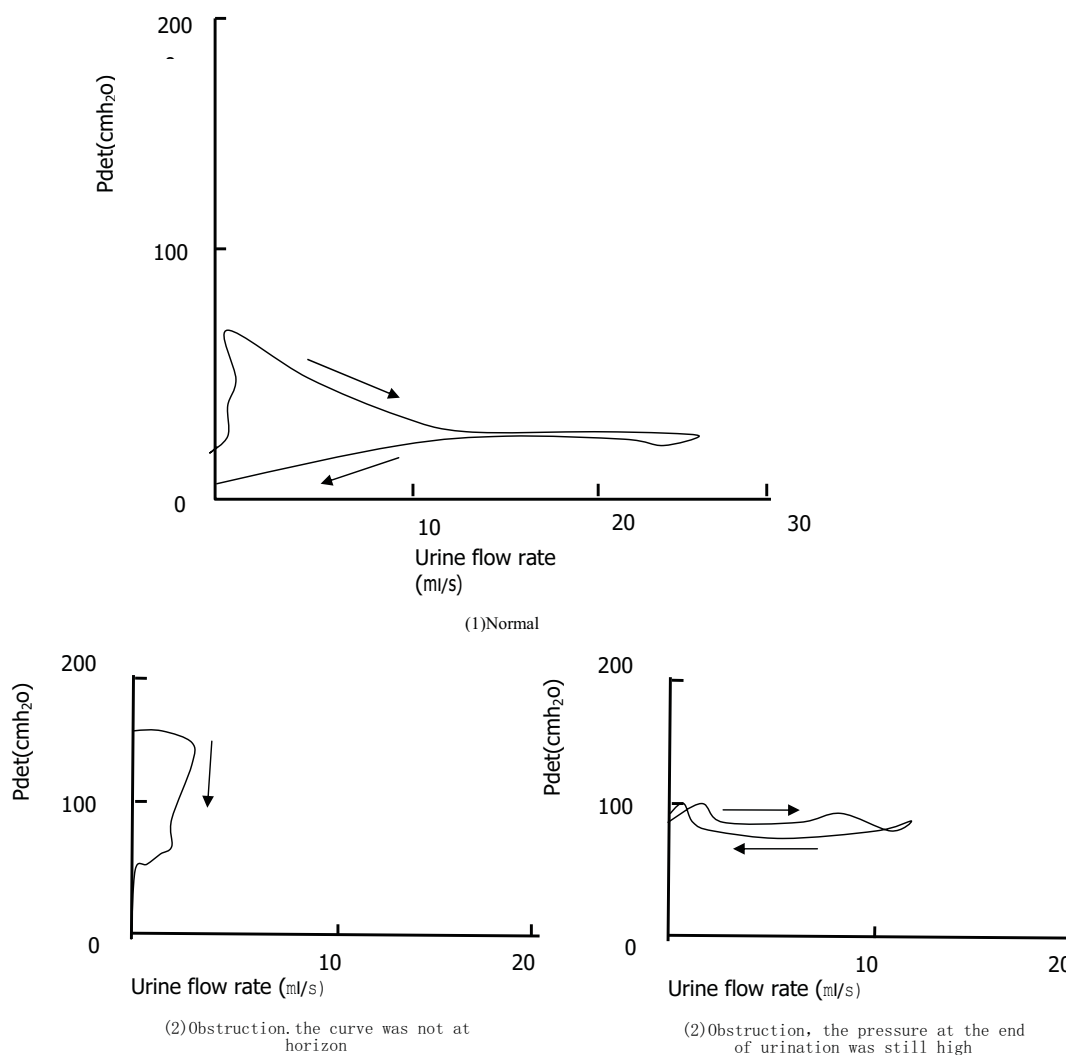 200
Pdet(cmh₂o)
100
0
10
20
30
Urine flow rate
(ml/s)
(1)Normal
200
Pdet(cmh₂o)
100
0
10
20
Urine flow rate (ml/s)
(2)Obstruction.the curve was not at
horizon
200
Pdet(cmh₂o)
100
0
10
20
Urine flow rate (ml/s)
(2)Obstruction, the pressure at the end
of urination was still high